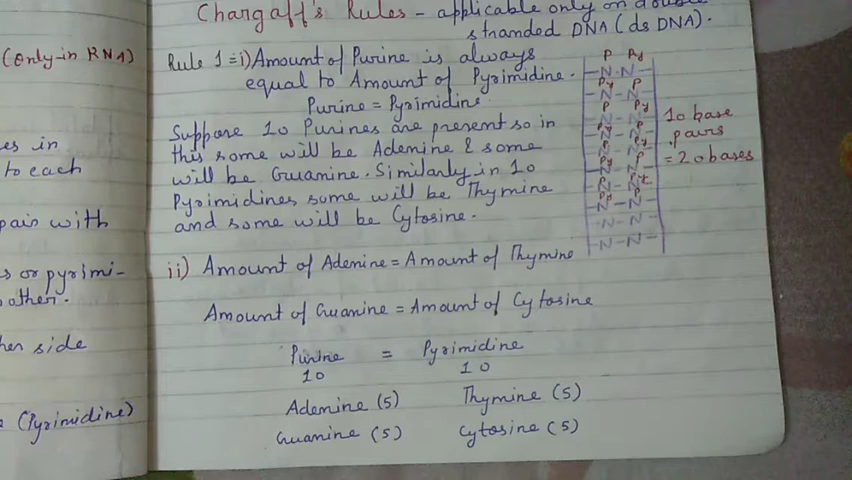 (Only in RNA)
es in
to each
pair with
s or pyrimi-
other.
her side
(Pyrimidine)
Chargaff's Rules - applicable only on double
stranded DNA (ds DNA).
Rule 1 = i) Amount of Purine is always
equal to Amount of Pyrimidine.
Purine = Pyrimidine
Suppose 10 Purines are present so in
this some will be Adenine & some
will be Guanine. Similarly in 10
Pyrimidines some will be Thymine
and some will be Cytosine.
P Py
-N-N-
Py P
-N N-
P Py
-N N-
10 base
pairs
= 20 bases
ii) Amount of Adenine = Amount of Thymine
Amount of Guanine = Amount of Cytosine
Purine = Pyrimidine
10 10
Adenine (5) Thymine (5)
Guanine (5) Cytosine (5)